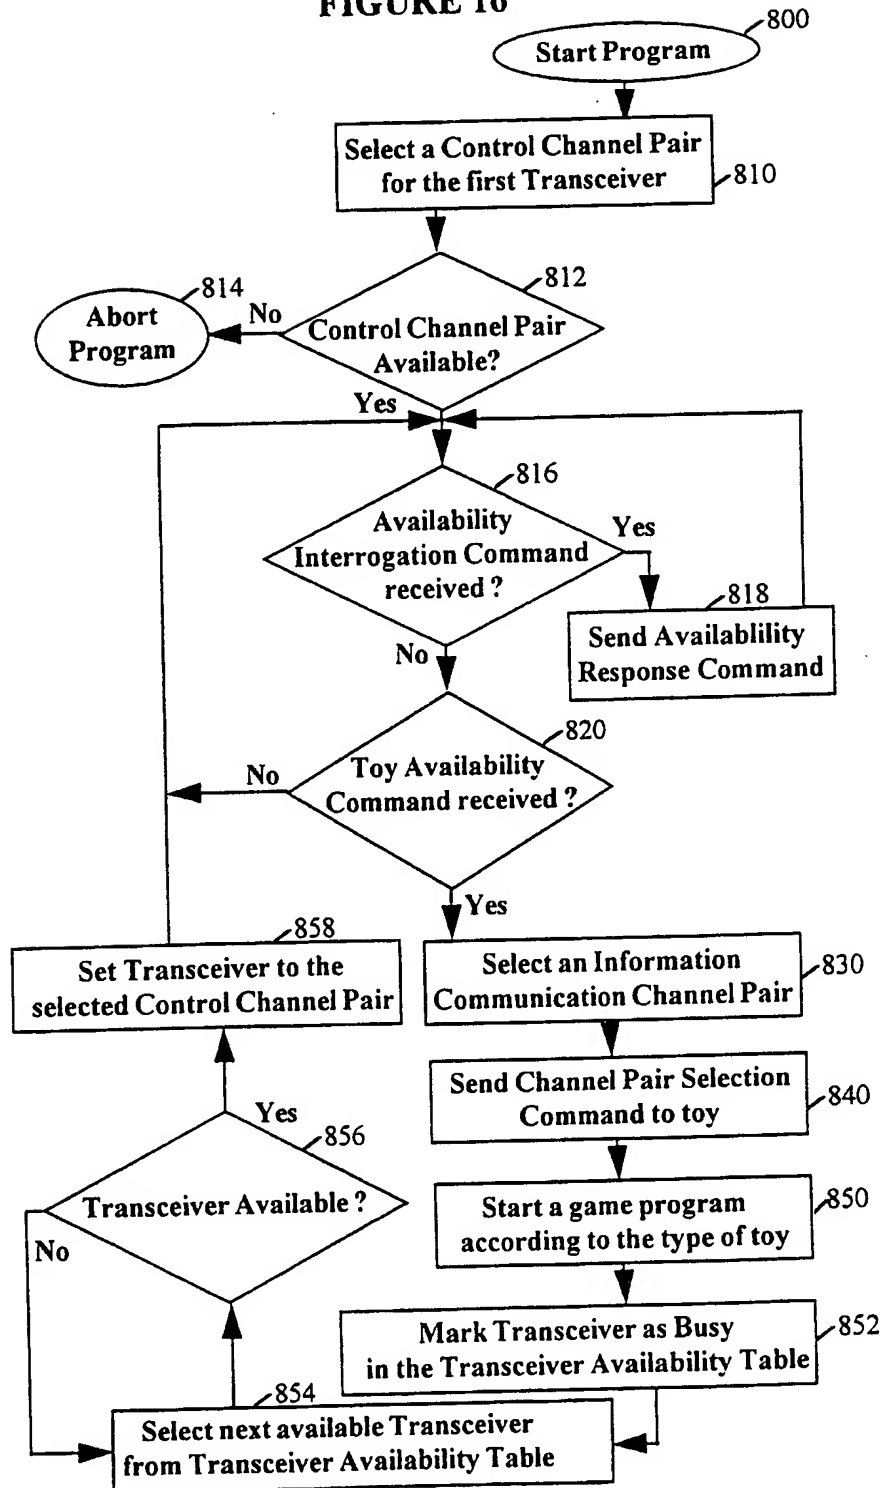 FIGURE 16
800
Start Program
Select a Control Channel Pair
for the first Transceiver
810
812
814
Abort
Program
No
Control Channel Pair
Available?
Yes
816
Availability
Interrogation Command
received ?
Yes
818
Send Availablility
Response Command
No
820
Toy Availability
Command received ?
No
Yes
858
Set Transceiver to the
selected Control Channel Pair
Select an Information
Communication Channel Pair
830
Send Channel Pair Selection
Command to toy
840
Yes
856
Transceiver Available ?
No
Start a game program
according to the type of toy
850
Mark Transceiver as Busy
in the Transceiver Availability Table
852
854
Select next available Transceiver
from Transceiver Availability Table